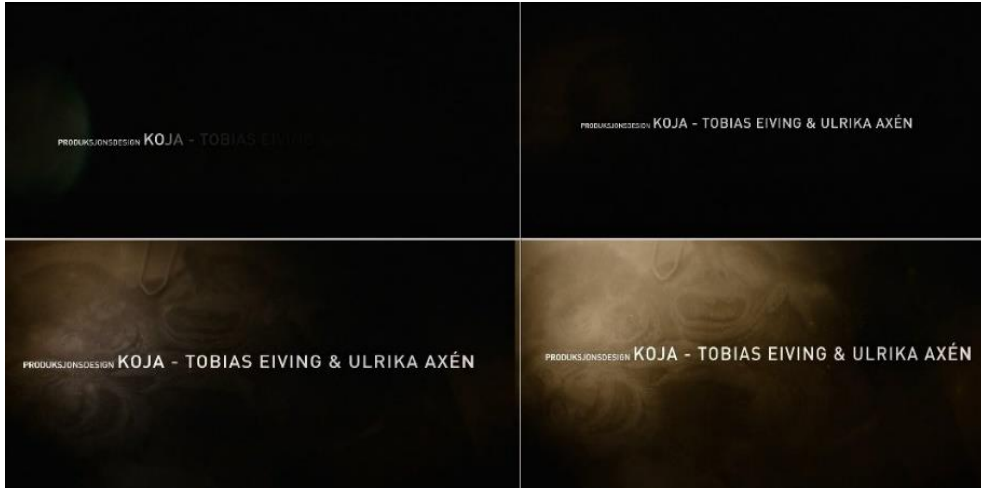 PRODUKSJONSDESIGN KOJA - TOBIAS EIVING
PRODUKSJONSDESIGN KOJA - TOBIAS EIVING & ULRIKA AXÉN
PRODUKSJONSDESIGN KOJA - TOBIAS EIVING & ULRIKA AXÉN
PRODUKSJONSDESIGN KOJA - TOBIAS EIVING & ULRIKA AXÉN